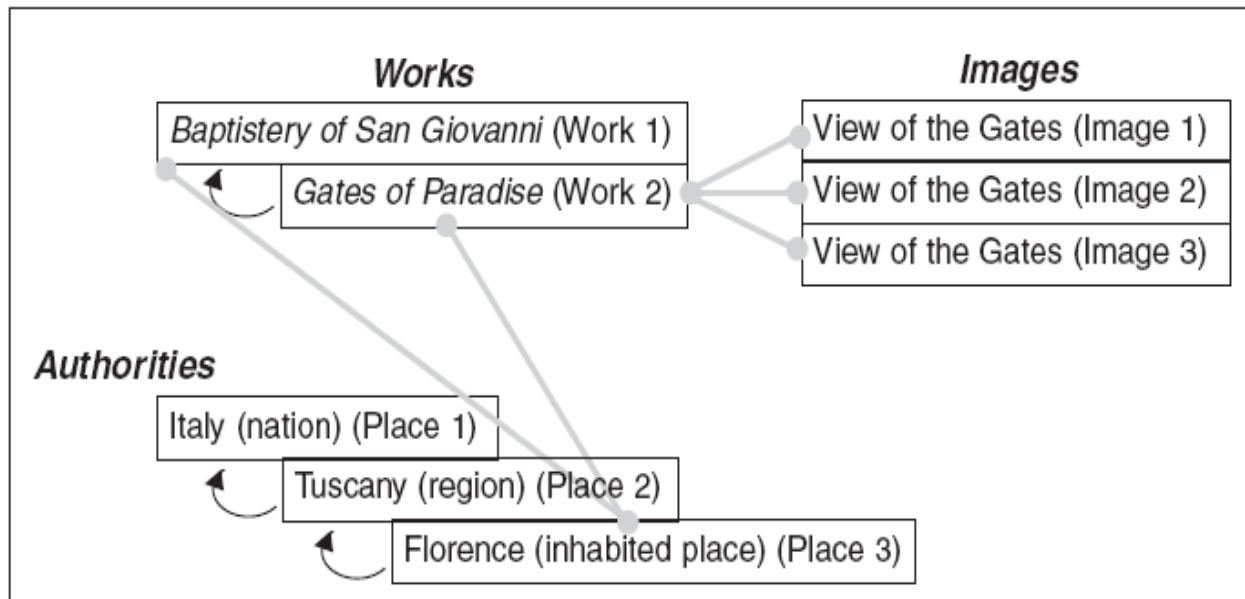 Works
Images
Baptistery of San Giovanni (Work 1)
Gates of Paradise (Work 2)
View of the Gates (Image 1)
View of the Gates (Image 2)
View of the Gates (Image 3)
Authorities
Italy (nation) (Place 1)
Tuscany (region) (Place 2)
Florence (inhabited place) (Place 3)